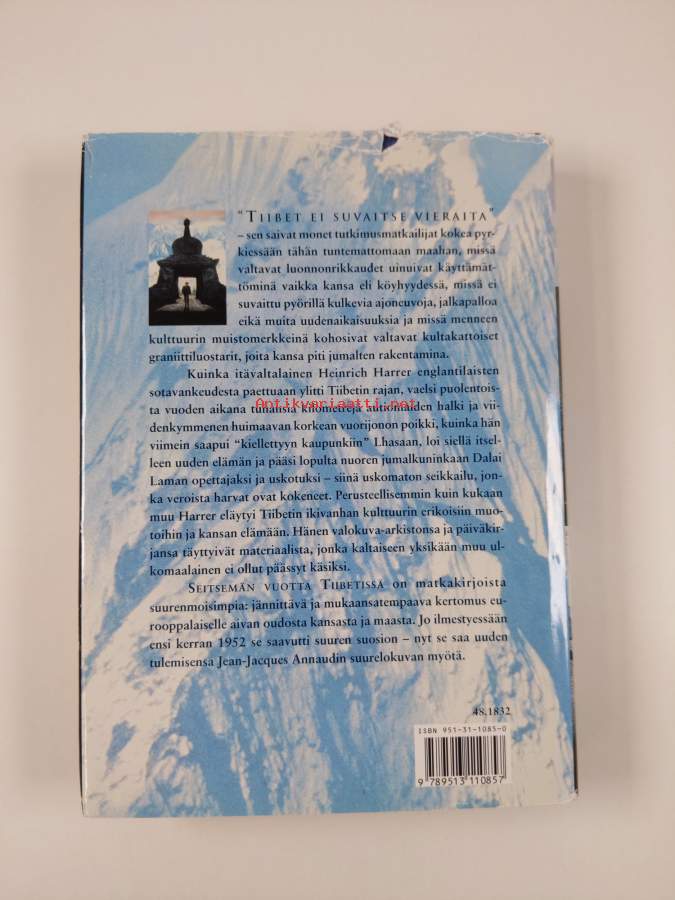 "TIIBET EI SUVAITSE VIERAITA"
– sen saivat monet tutkimusmatkailijat kokea pyr-
kiessään tähän tuntemattomaan maahan, missä
valtavat luonnonrikkaudet uinuivat käyttämät-
töminä vaikka kansa eli köyhyydessä, missä ei
suvaittu pyörillä kulkevia ajoneuvoja, jalkapalloa
eikä muita uudenaikaisuuksia ja missä menneen
kulttuurin muistomerkkeinä kohosivat valtavat kultakattoiset
graniittiluostarit, joita kansa piti jumalten rakentamina.
Kuinka itävaltalainen Heinrich Harrer englantilaisten
sotavankeudesta paettuaan ylitti Tiibetin rajan, vaelsi puolentois-
ta vuoden aikana tuhansia kilometrejä autiomaiden halki ja vii-
denkymmenen huimaavan korkean vuorijonon poikki, kuinka hän
viimein saapui "kiellettyyn kaupunkiin" Lhasaan, loi siellä itsel-
leen uuden elämän ja pääsi lopulta nuoren jumalkuninkaan Dalai
Laman opettajaksi ja uskotuksi – siinä uskomaton seikkailu, jon-
ka veroista harvat ovat kokeneet. Perusteellisemmin kuin kukaan
muu Harrer eläytyi Tiibetin ikivanhan kulttuurin erikoisiin muo-
toihin ja kansan elämään. Hänen valokuva-arkistonsa ja päiväkir-
jansa täyttyivät materiaalista, jonka kaltaiseen yksikään muu ul-
komaalainen ei ollut päässyt käsiksi.
SEITSEMÄN VUOTTA TIIBETISSÄ on matkakirjoista
suurenmoisimpia: jännittävä ja mukaansatempaava kertomus eu-
rooppalaiselle aivan oudosta kansasta ja maasta. Jo ilmestyessään
ensi kerran 1952 se saavutti suuren suosion – nyt se saa uuden
tulemisensa Jean-Jacques Annaudin suurelokuvan myötä.
Antikvariaatti.net
48.1832
ISBN 951-31-1085-0
9 789513 110857